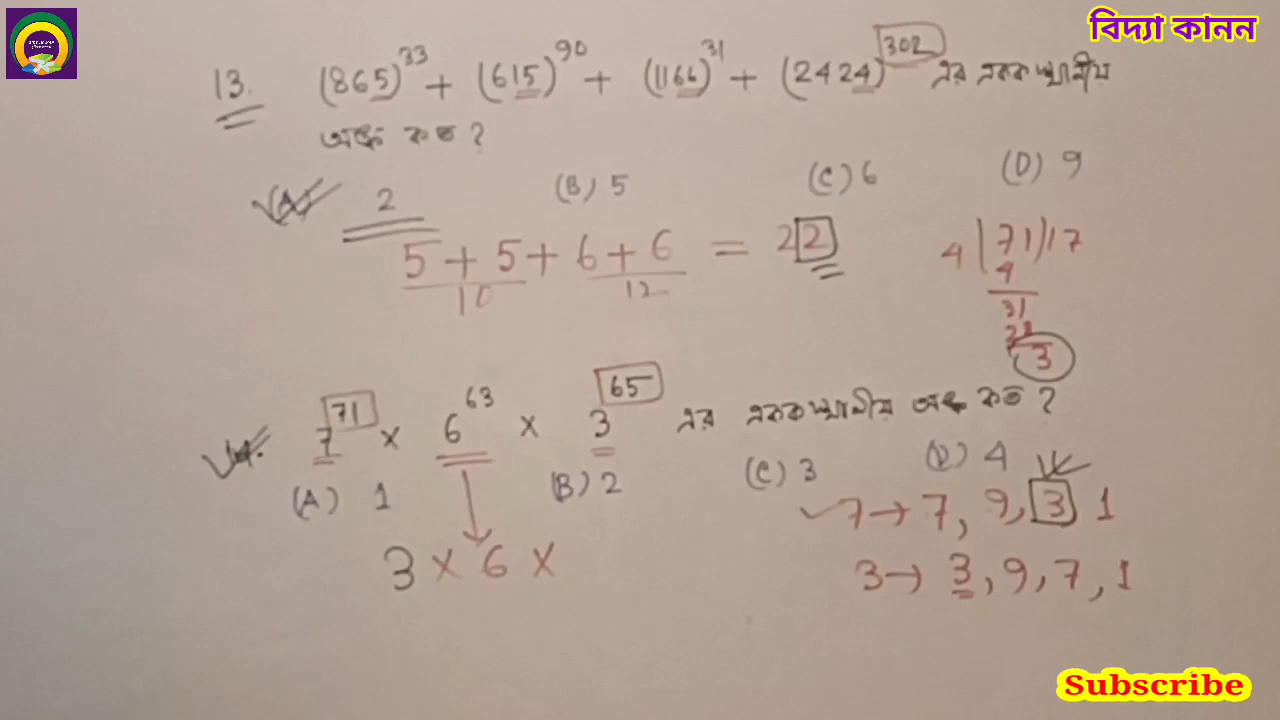 বিদ্যা কানন
13. (865)^33 + (615)^90 + (1166)^31 + (2424)^302 এর একক স্থানীয়
অঙ্ক কত ?
(A) 2 (B) 5 (C) 6 (D) 9
5 + 5 + 6 + 6 = 22
10 12
4 | 71 ) 17
4
31
28
3
7^71 × 6^63 × 3^65 এর একক স্থানীয় অঙ্ক কত ?
(A) 1 (B) 2 (C) 3 (D) 4
7 → 7, 9, 3 1
3 × 6 ×
3 → 3, 9, 7, 1
Subscribe